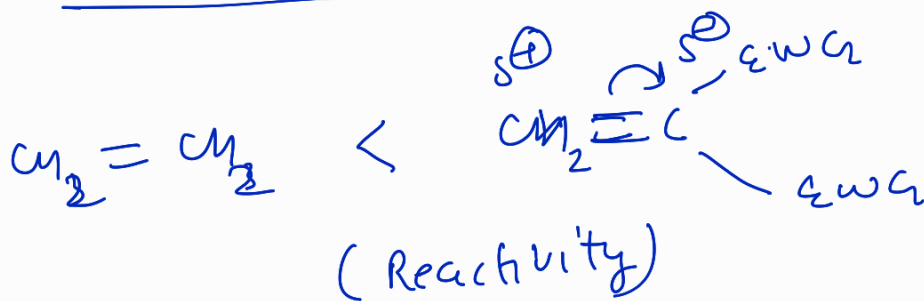 δ⊕ δ⊖ EWG
CH₂ = CH₂ < CH₂ = C
EWG
(Reactivity)